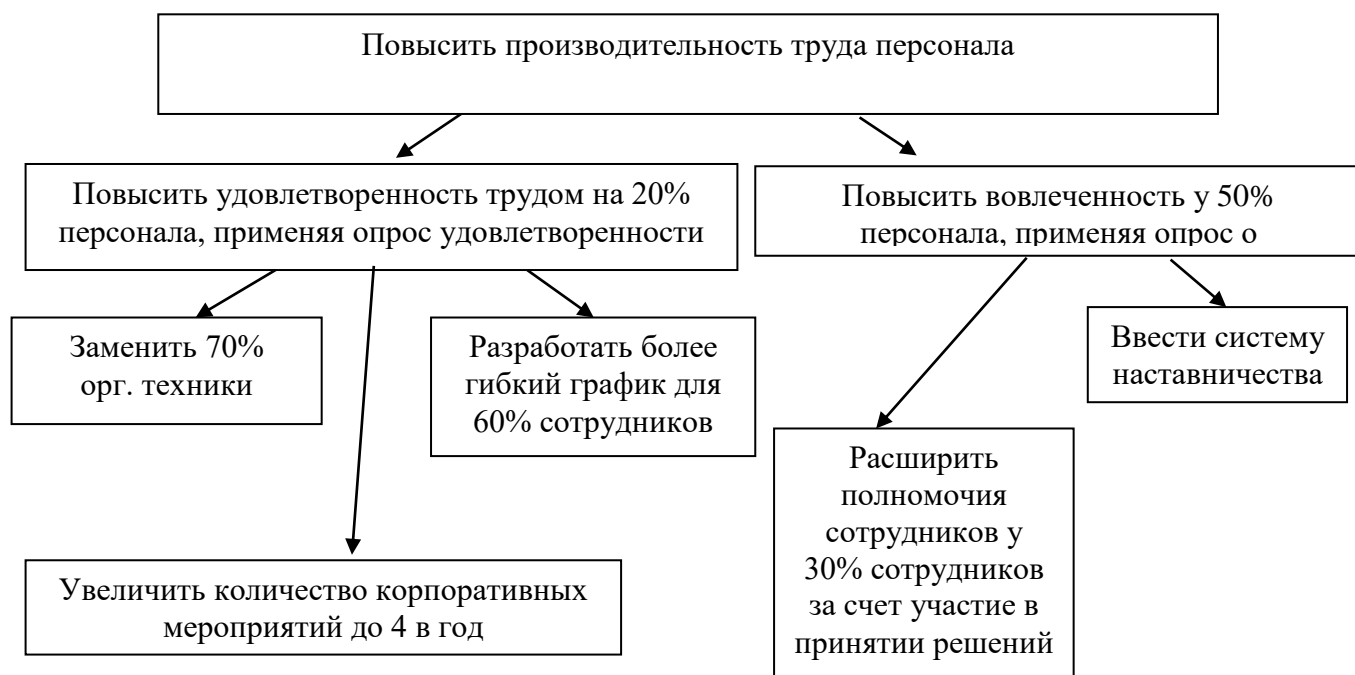 Повысить производительность труда персонала
Повысить удовлетворенность трудом на 20%
персонала, применяя опрос удовлетворенности
Повысить вовлеченность у 50%
персонала, применяя опрос о
Заменить 70%
орг. техники
Разработать более
гибкий график для
60% сотрудников
Ввести систему
наставничества
Увеличить количество корпоративных
мероприятий до 4 в год
Расширить
полномочия
сотрудников у
30% сотрудников
за счет участие в
принятии решений